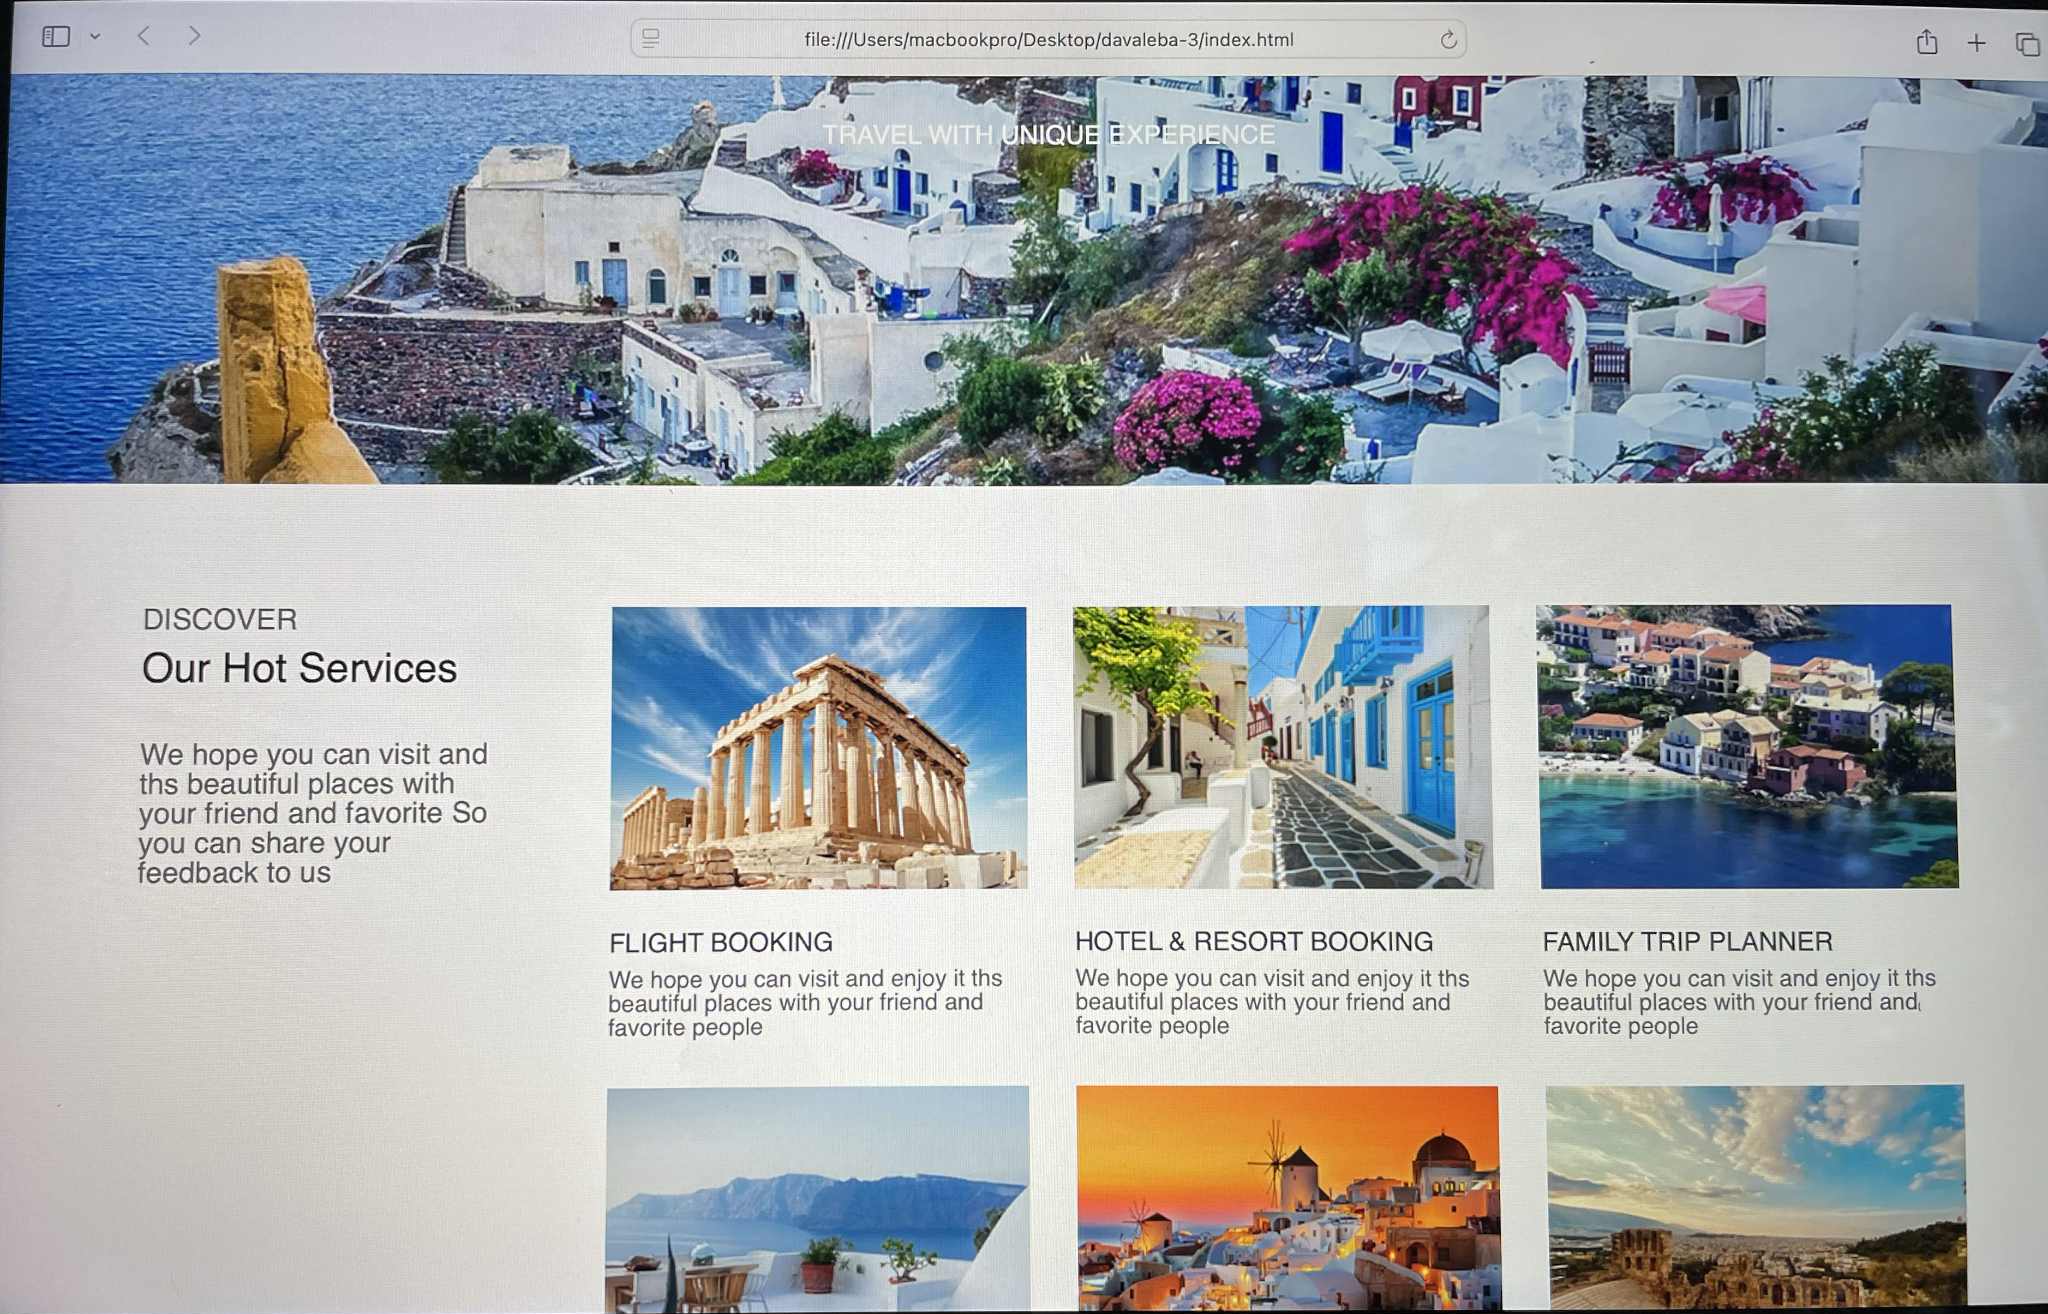 file:///Users/macbookpro/Desktop/davaleba-3/index.html
TRAVEL WITH UNIQUE EXPERIENCE
DISCOVER
Our Hot Services
We hope you can visit and
ths beautiful places with
your friend and favorite So
you can share your
feedback to us
FLIGHT BOOKING
We hope you can visit and enjoy it ths
beautiful places with your friend and
favorite people
HOTEL & RESORT BOOKING
We hope you can visit and enjoy it ths
beautiful places with your friend and
favorite people
FAMILY TRIP PLANNER
We hope you can visit and enjoy it ths
beautiful places with your friend and
favorite people